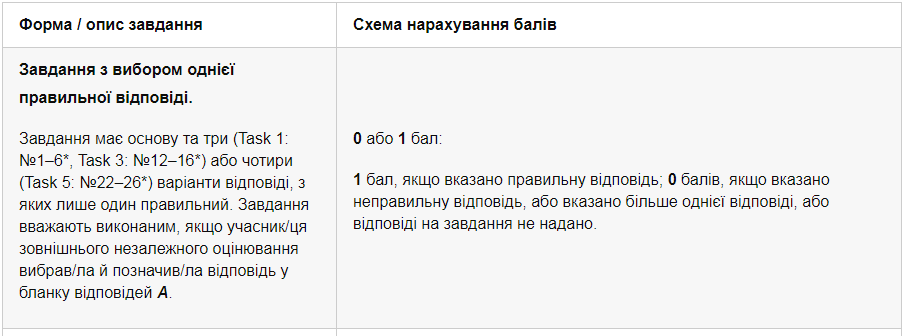 Форма / опис завдання
Схема нарахування балів
Завдання з вибором однієї
правильної відповіді.
Завдання має основу та три (Task 1:
№1–6*, Task 3: №12–16*) або чотири
(Task 5: №22–26*) варіанти відповіді, з
яких лише один правильний. Завдання
вважають виконаним, якщо учасник/ця
зовнішнього незалежного оцінювання
вибрав/ла й позначив/ла відповідь у
бланку відповідей А.
0 або 1 бал:
1 бал, якщо вказано правильну відповідь; 0 балів, якщо вказано
неправильну відповідь, або вказано більше однієї відповіді, або
відповіді на завдання не надано.